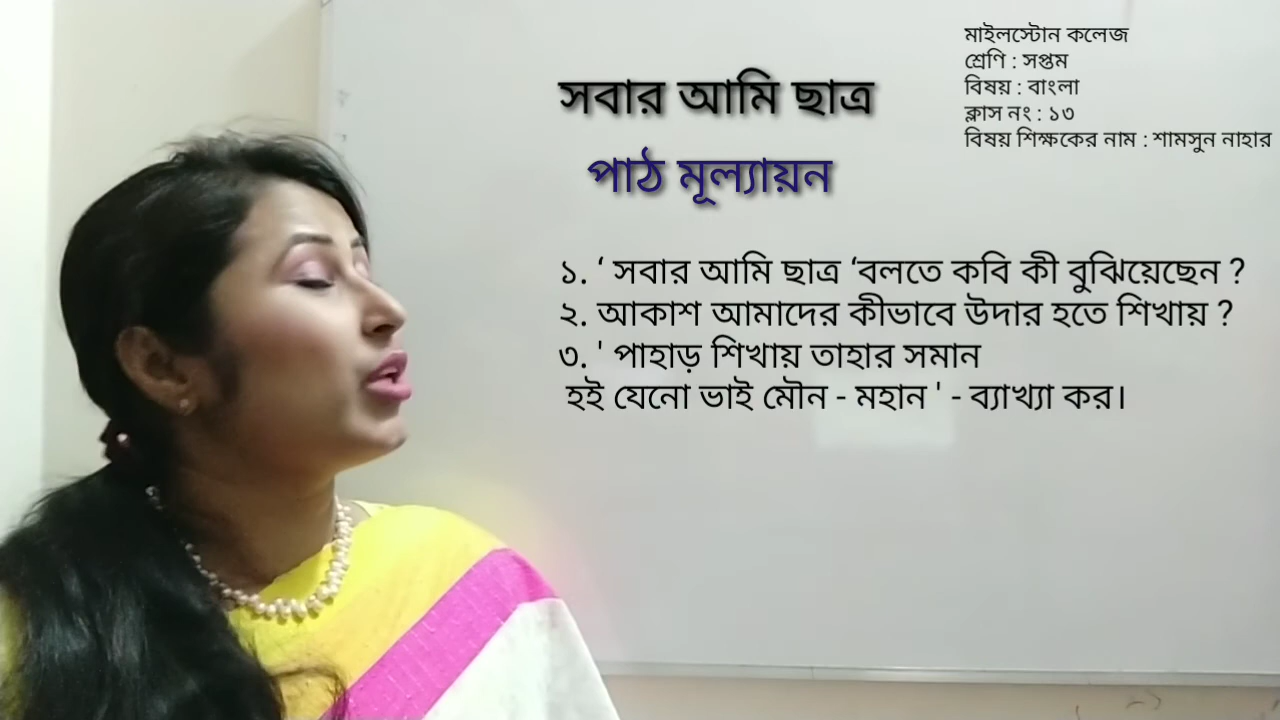 মাইলস্টোন কলেজ
শ্রেণি : সপ্তম
বিষয় : বাংলা
ক্লাস নং : ১৩
বিষয় শিক্ষকের নাম : শামসুন নাহার
সবার আমি ছাত্র
পাঠ মূল্যায়ন
১. ‘ সবার আমি ছাত্র ‘বলতে কবি কী বুঝিয়েছেন ?
২. আকাশ আমাদের কীভাবে উদার হতে শিখায় ?
৩. ' পাহাড় শিখায় তাহার সমান
হই যেনো ভাই মৌন - মহান ' - ব্যাখ্যা কর।